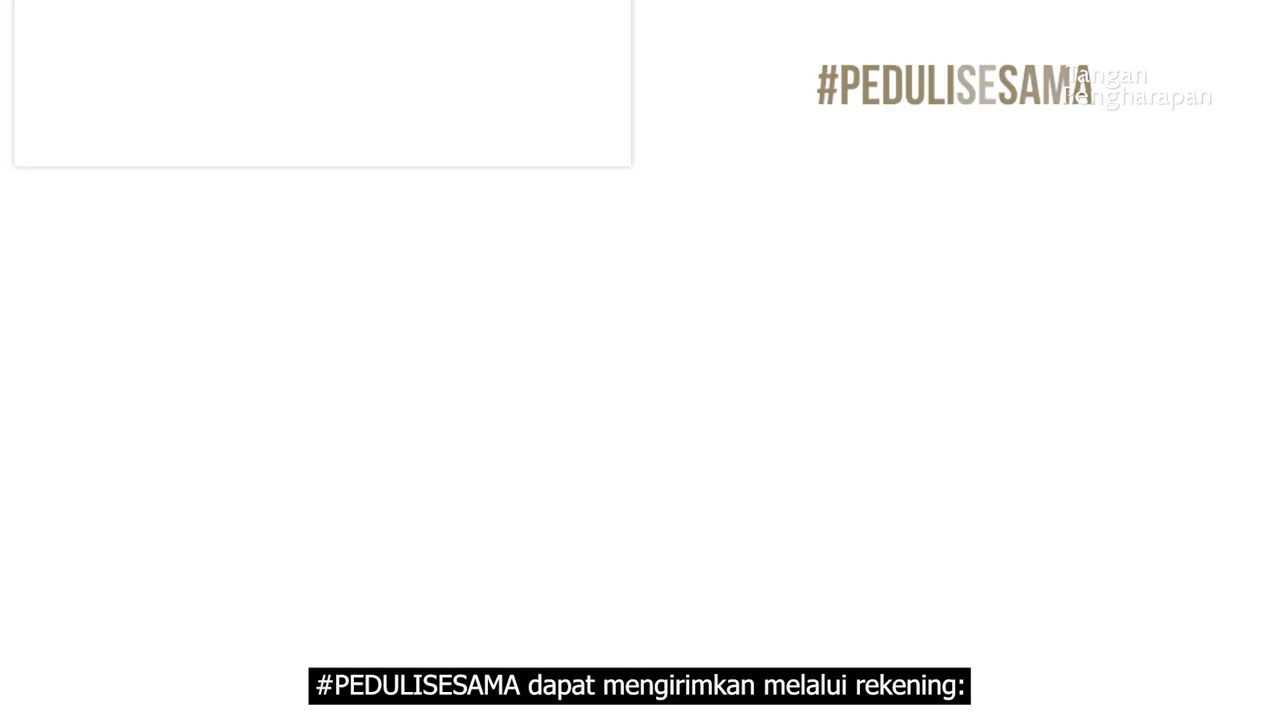 #PEDULISESAMA
Tangan
Pengharapan
#PEDULISESAMA dapat mengirimkan melalui rekening: